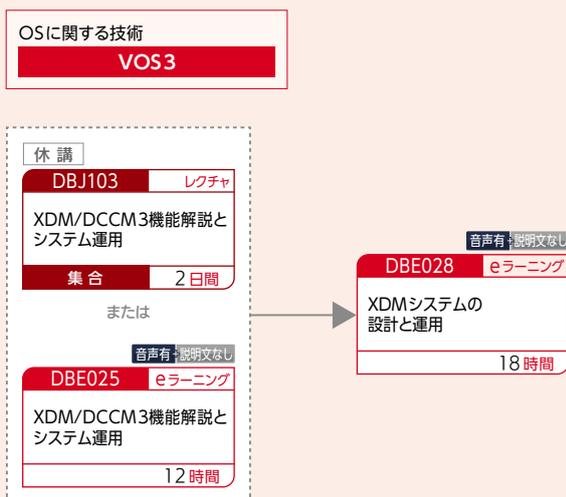 OSに関する技術
VOS3
休講
DBJ103 レクチャ
XDM/DCCM3機能解説と
システム運用
集合 2日間
または
音声有・説明文なし
DBE025 eラーニング
XDM/DCCM3機能解説と
システム運用
12時間
音声有・説明文なし
DBE028 eラーニング
XDMシステムの
設計と運用
18時間